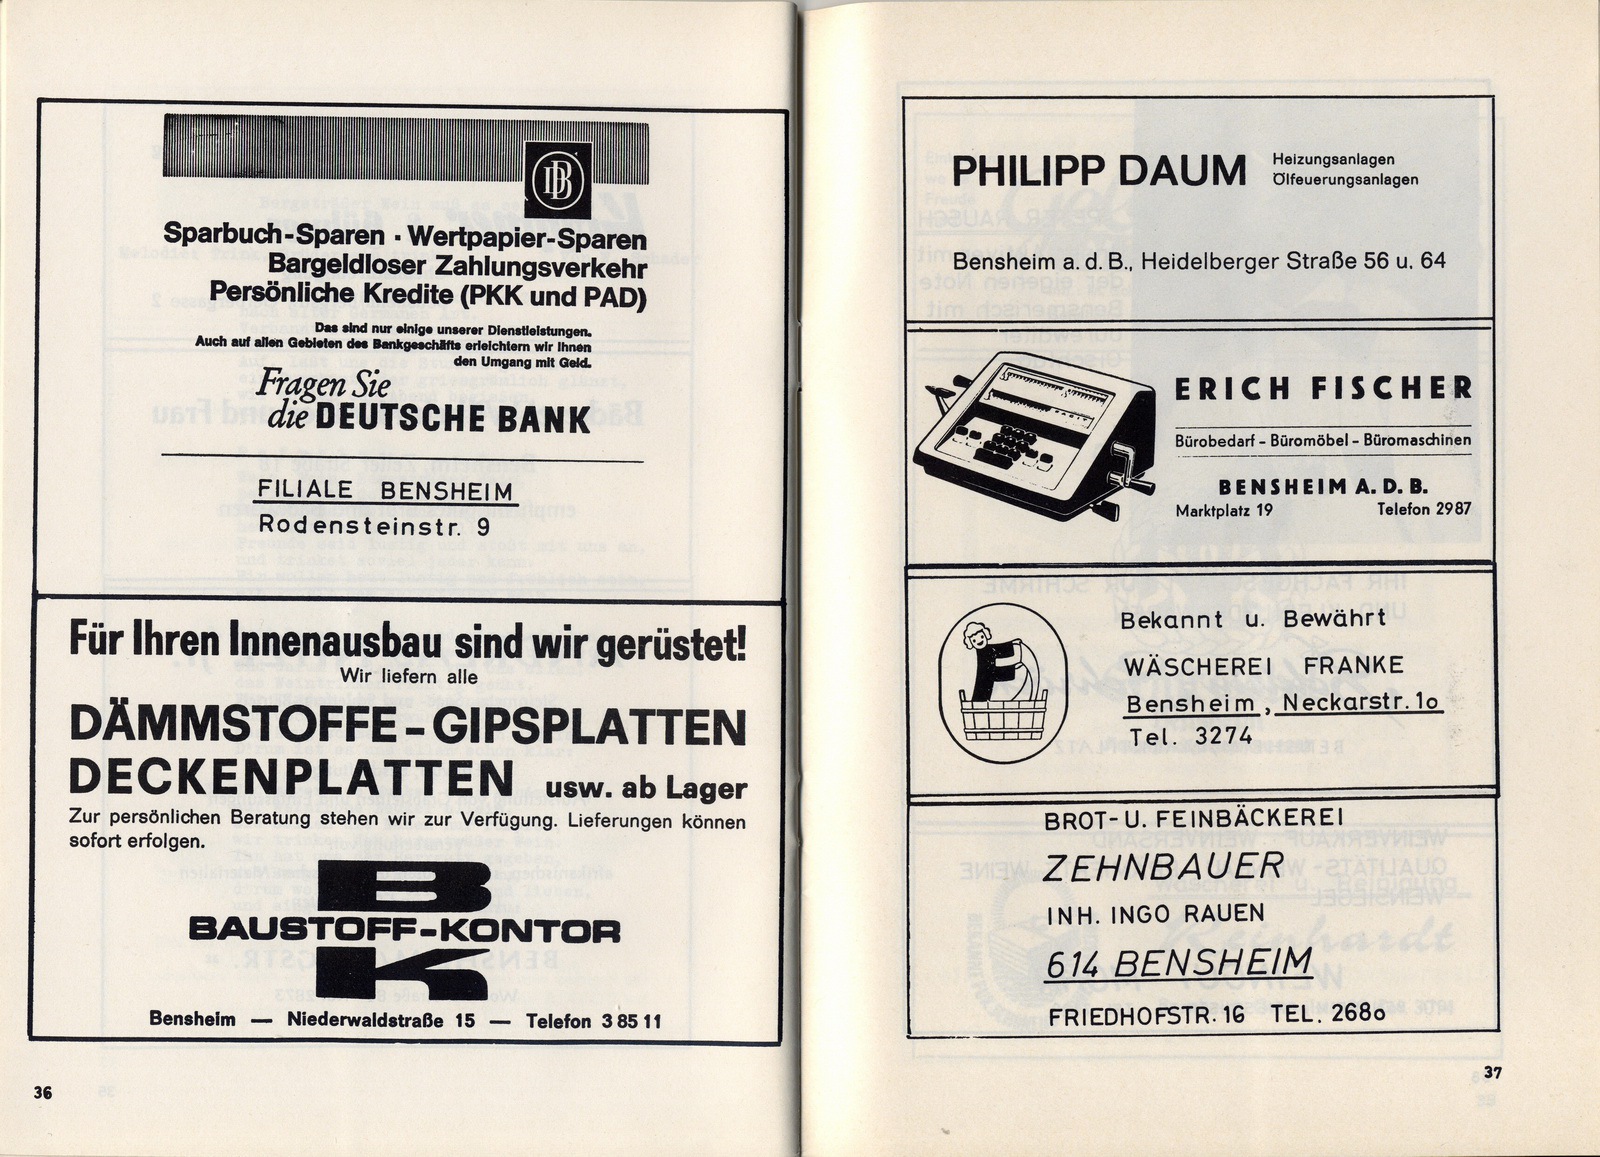 DB
Sparbuch-Sparen · Wertpapier-Sparen
Bargeldloser Zahlungsverkehr
Persönliche Kredite (PKK und PAD)
Das sind nur einige unserer Dienstleistungen.
Auch auf allen Gebieten des Bankgeschäfts erleichtern wir Ihnen
den Umgang mit Geld.
Fragen Sie
die DEUTSCHE BANK
FILIALE BENSHEIM
Rodensteinstr. 9
Für Ihren Innenausbau sind wir gerüstet!
Wir liefern alle
DÄMMSTOFFE - GIPSPLATTEN
DECKENPLATTEN usw. ab Lager
Zur persönlichen Beratung stehen wir zur Verfügung. Lieferungen können
sofort erfolgen.
B
BAUSTOFF-KONTOR
K
Bensheim — Niederwaldstraße 15 — Telefon 3 85 11
36
PHILIPP DAUM
Heizungsanlagen
Ölfeuerungsanlagen
Bensheim a. d. B., Heidelberger Straße 56 u. 64
ERICH FISCHER
Bürobedarf - Büromöbel - Büromaschinen
BENSHEIM A. D. B.
Marktplatz 19 Telefon 2987
F
Bekannt u. Bewährt
WÄSCHEREI FRANKE
Bensheim, Neckarstr. 1o
Tel. 3274
BROT- U. FEINBÄCKEREI
ZEHNBAUER
INH. INGO RAUEN
614 BENSHEIM
FRIEDHOFSTR. 16 TEL. 268o
37